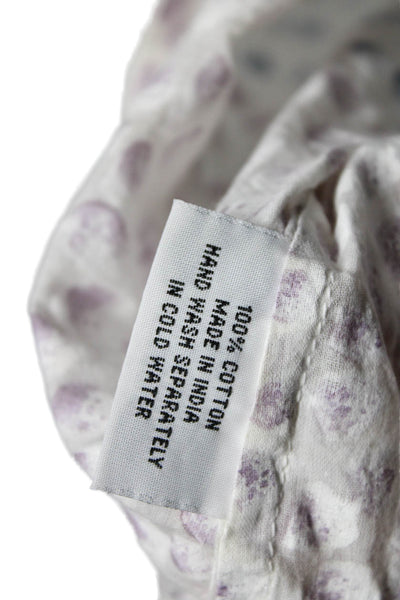 100% COTTON
MADE IN INDIA
HAND WASH SEPARATELY
IN COLD WATER